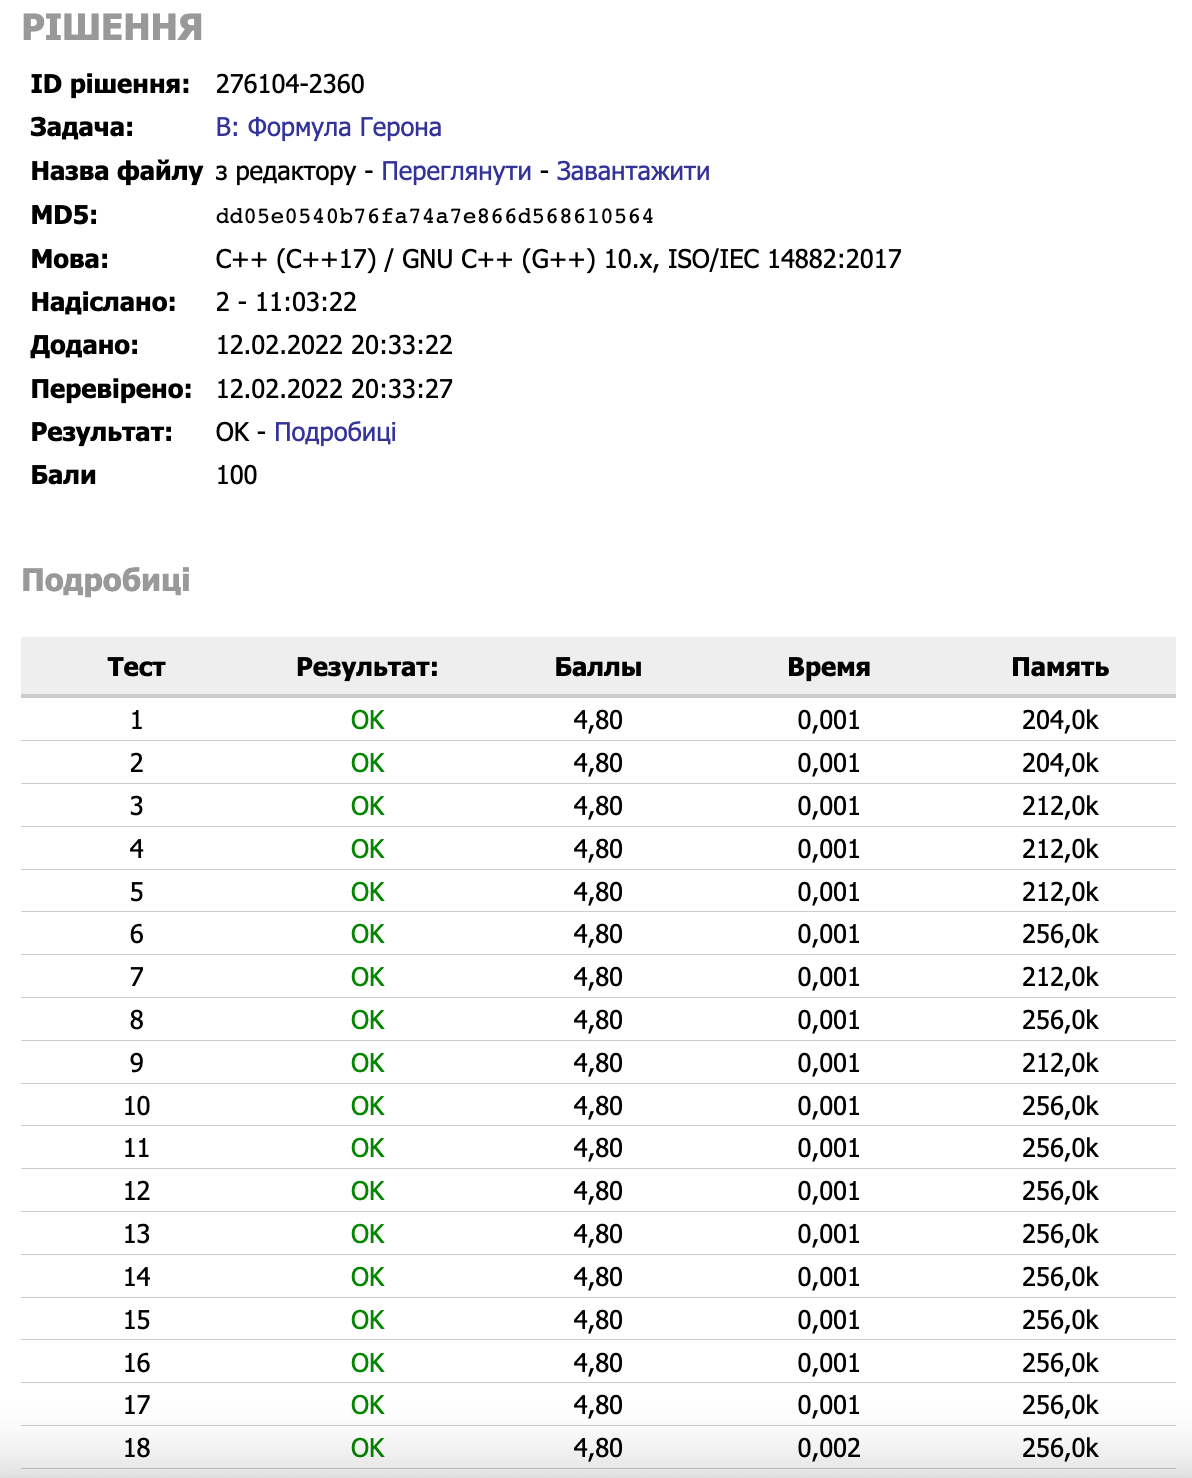 РІШЕННЯ
ID рішення: 276104-2360
Задача: B: Формула Герона
Назва файлу з редактору - Переглянути - Завантажити
MD5: dd05e0540b76fa74a7e866d568610564
Мова: C++ (C++17) / GNU C++ (G++) 10.x, ISO/IEC 14882:2017
Надіслано: 2 - 11:03:22
Додано: 12.02.2022 20:33:22
Перевірено: 12.02.2022 20:33:27
Результат: OK - Подробиці
Бали 100
Подробиці
Тест Результат: Баллы Время Память
1 OK 4,80 0,001 204,0k
2 OK 4,80 0,001 204,0k
3 OK 4,80 0,001 212,0k
4 OK 4,80 0,001 212,0k
5 OK 4,80 0,001 212,0k
6 OK 4,80 0,001 256,0k
7 OK 4,80 0,001 212,0k
8 OK 4,80 0,001 256,0k
9 OK 4,80 0,001 212,0k
10 OK 4,80 0,001 256,0k
11 OK 4,80 0,001 256,0k
12 OK 4,80 0,001 256,0k
13 OK 4,80 0,001 256,0k
14 OK 4,80 0,001 256,0k
15 OK 4,80 0,001 256,0k
16 OK 4,80 0,001 256,0k
17 OK 4,80 0,001 256,0k
18 OK 4,80 0,002 256,0k